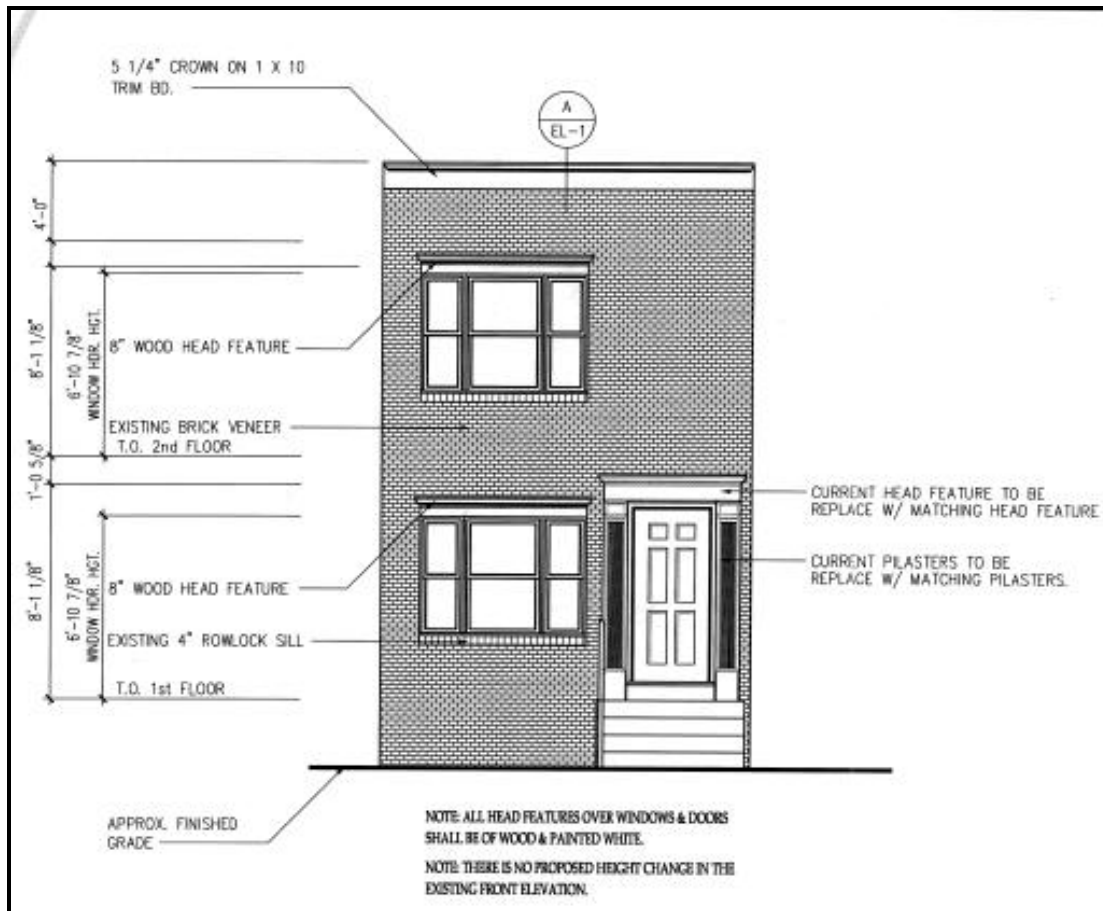 5 1/4" CROWN ON 1 X 10
TRIM BD.
A
EL-1
4'-0"
8'-1 1/8"
6'-10 7/8"
WINDOW HDR. HGT.
8" WOOD HEAD FEATURE
EXISTING BRICK VENEER
T.O. 2nd FLOOR
1'-0 5/8"
CURRENT HEAD FEATURE TO BE
REPLACE W/ MATCHING HEAD FEATURE
CURRENT PILASTERS TO BE
REPLACE W/ MATCHING PILASTERS.
8'-1 1/8"
6'-10 7/8"
WINDOW HDR. HGT.
8" WOOD HEAD FEATURE
EXISTING 4" ROWLOCK SILL
T.O. 1st FLOOR
APPROX. FINISHED
GRADE
NOTE: ALL HEAD FEATURES OVER WINDOWS & DOORS
SHALL BE OF WOOD & PAINTED WHITE.
NOTE: THERE IS NO PROPOSED HEIGHT CHANGE IN THE
EXISTING FRONT ELEVATION.